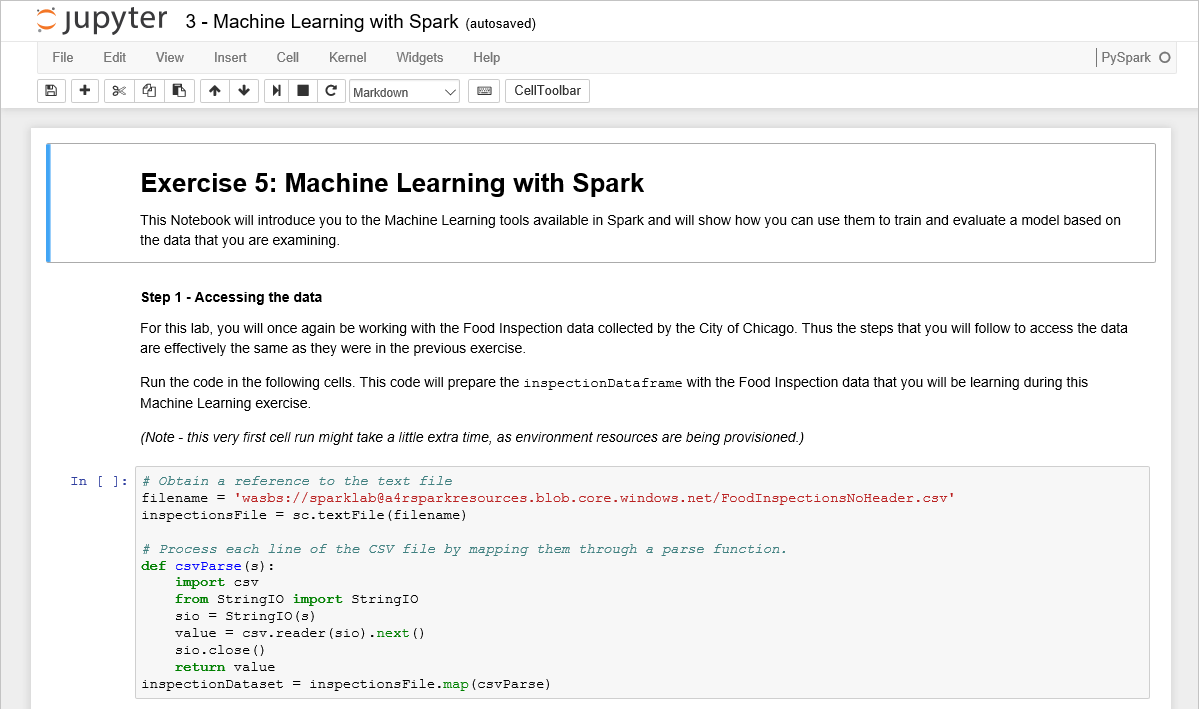 jupyter 3 - Machine Learning with Spark (autosaved)
File Edit View Insert Cell Kernel Widgets Help PySpark
Markdown CellToolbar
Exercise 5: Machine Learning with Spark
This Notebook will introduce you to the Machine Learning tools available in Spark and will show how you can use them to train and evaluate a model based on
the data that you are examining.
Step 1 - Accessing the data
For this lab, you will once again be working with the Food Inspection data collected by the City of Chicago. Thus the steps that you will follow to access the data
are effectively the same as they were in the previous exercise.
Run the code in the following cells. This code will prepare the inspectionDataframe with the Food Inspection data that you will be learning during this
Machine Learning exercise.
(Note - this very first cell run might take a little extra time, as environment resources are being provisioned.)
In [ ]: # Obtain a reference to the text file
filename = 'wasbs://sparklab@a4rsparkresources.blob.core.windows.net/FoodInspectionsNoHeader.csv'
inspectionsFile = sc.textFile(filename)
# Process each line of the CSV file by mapping them through a parse function.
def csvParse(s):
    import csv
    from StringIO import StringIO
    sio = StringIO(s)
    value = csv.reader(sio).next()
    sio.close()
    return value
inspectionDataset = inspectionsFile.map(csvParse)